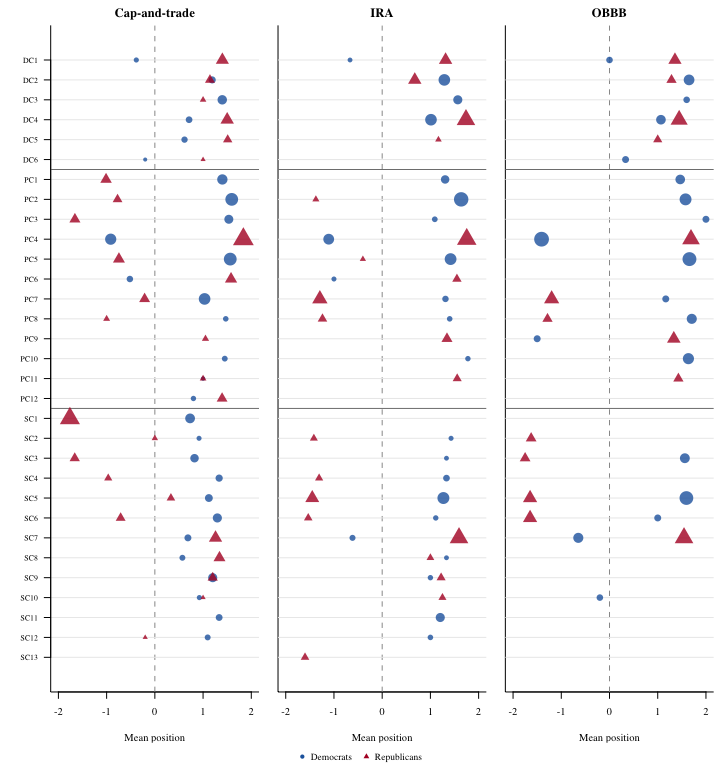 Cap-and-trade IRA OBBB
DC1
DC2
DC3
DC4
DC5
DC6
PC1
PC2
PC3
PC4
PC5
PC6
PC7
PC8
PC9
PC10
PC11
PC12
SC1
SC2
SC3
SC4
SC5
SC6
SC7
SC8
SC9
SC10
SC11
SC12
SC13
-2 -1 0 1 2 -2 -1 0 1 2 -2 -1 0 1 2
Mean position Mean position Mean position
Democrats Republicans